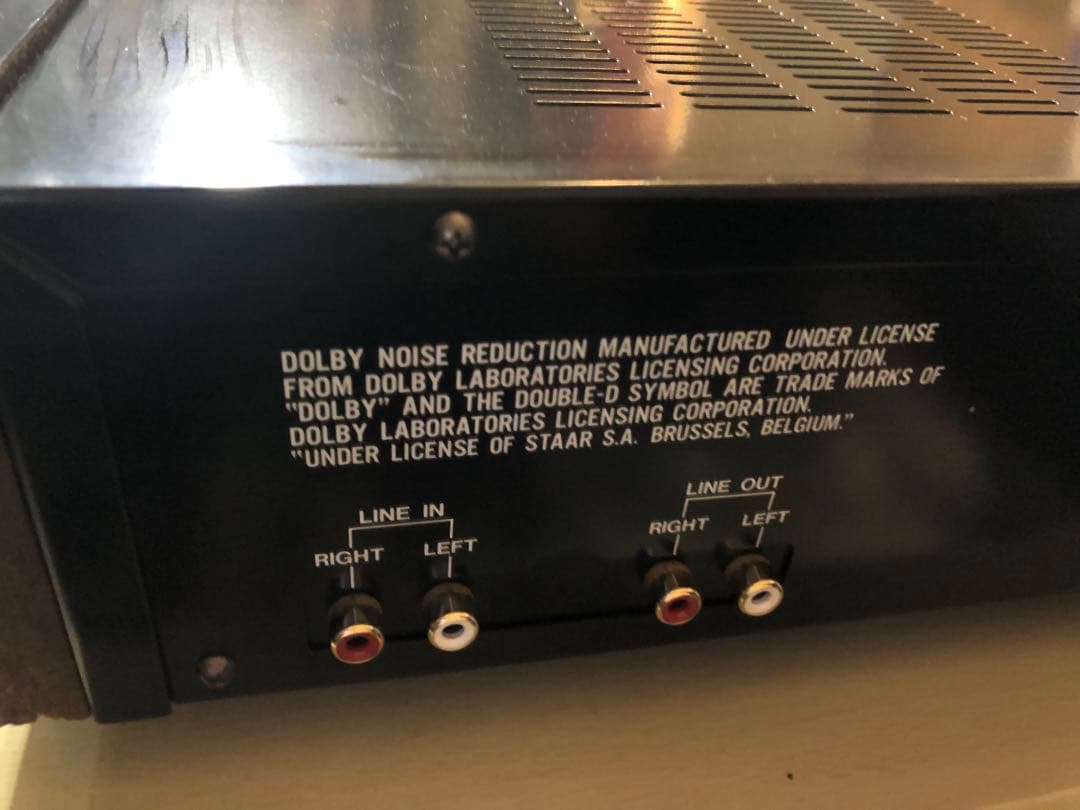 DOLBY NOISE REDUCTION MANUFACTURED UNDER LICENSE
FROM DOLBY LABORATORIES LICENSING CORPORATION.
"DOLBY" AND THE DOUBLE-D SYMBOL ARE TRADE MARKS OF
DOLBY LABORATORIES LICENSING CORPORATION.
"UNDER LICENSE OF STAAR S.A. BRUSSELS, BELGIUM."
LINE IN
RIGHT LEFT
LINE OUT
RIGHT LEFT